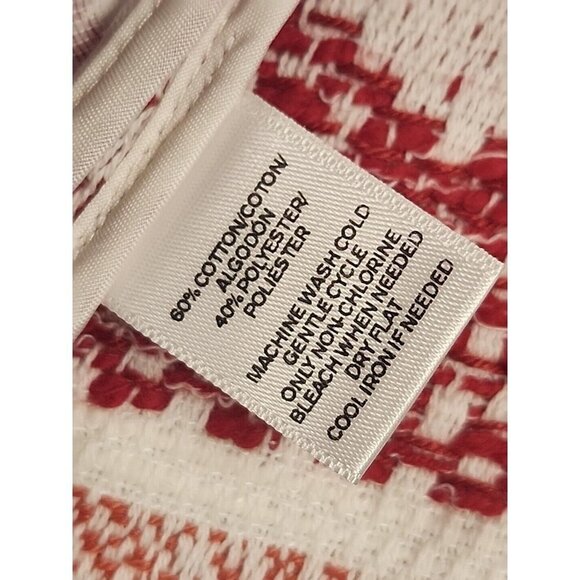 60% COTTON/COTON/
ALGODÓN
40% POLYESTER/
POLIESTER
MACHINE WASH COLD
GENTLE CYCLE
ONLY NON-CHLORINE
BLEACH WHEN NEEDED
DRY FLAT
COOL IRON IF NEEDED